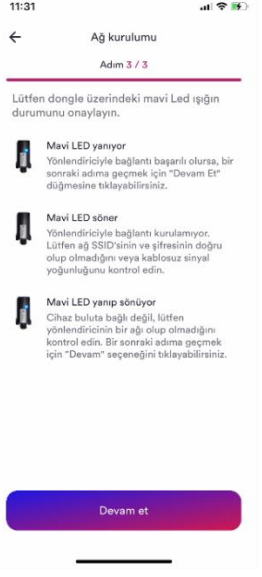 11:31
Ağ kurulumu
Adım 3 / 3
Lütfen dongle üzerindeki mavi Led ışığın
durumunu onaylayın.
Mavi LED yanıyor
Yönlendiriciyle bağlantı başarılı olursa, bir
sonraki adıma geçmek için "Devam Et"
düğmesine tıklayabilirsiniz.
Mavi LED söner
Yönlendiriciyle bağlantı kurulamıyor.
Lütfen ağ SSID'sinin ve şifresinin doğru
olup olmadığını veya kablosuz sinyal
yoğunluğunu kontrol edin.
Mavi LED yanıp sönüyor
Cihaz buluta bağlı değil, lütfen
yönlendiricinin bir ağı olup olmadığını
kontrol edin. Bir sonraki adıma geçmek
için "Devam" seçeneğini tıklayabilirsiniz.
Devam et